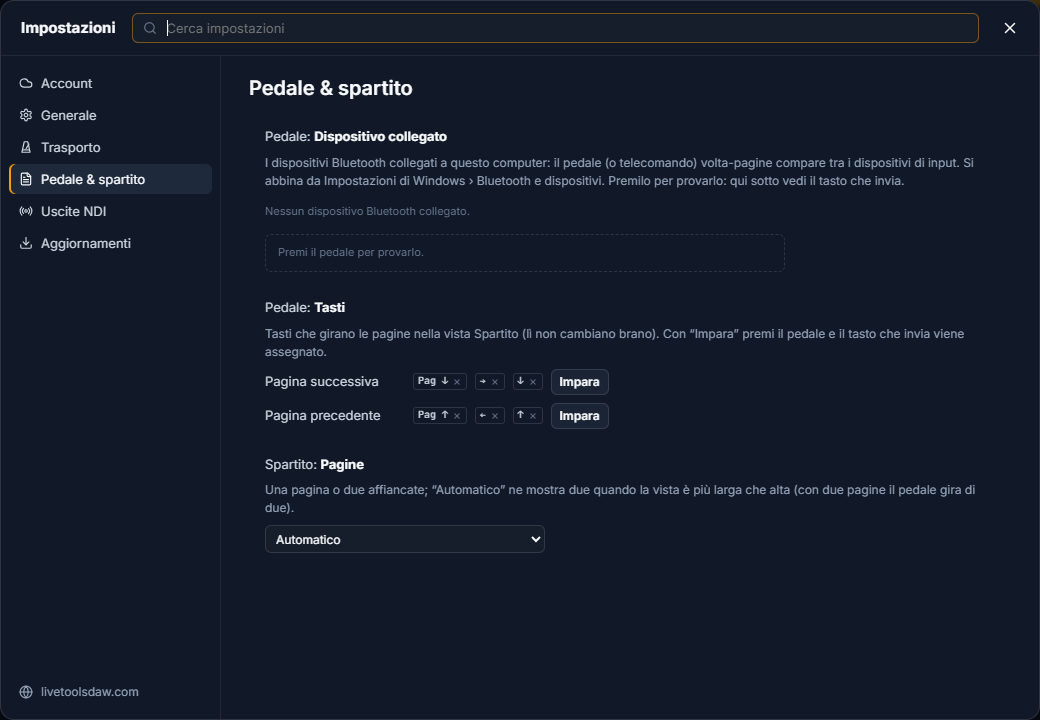 Impostazioni
Cerca impostazioni
Account
Generale
Trasporto
Pedale & spartito
Uscite NDI
Aggiornamenti
livetoolsdaw.com
Pedale & spartito
Pedale: Dispositivo collegato
I dispositivi Bluetooth collegati a questo computer: il pedale (o telecomando) volta-pagine compare tra i dispositivi di input. Si
abbina da Impostazioni di Windows › Bluetooth e dispositivi. Premilo per provarlo: qui sotto vedi il tasto che invia.
Nessun dispositivo Bluetooth collegato.
Premi il pedale per provarlo.
Pedale: Tasti
Tasti che girano le pagine nella vista Spartito (lì non cambiano brano). Con “Impara” premi il pedale e il tasto che invia viene
assegnato.
Pagina successiva Pag ↓ × → × ↓ × Impara
Pagina precedente Pag ↑ × ← × ↑ × Impara
Spartito: Pagine
Una pagina o due affiancate; “Automatico” ne mostra due quando la vista è più larga che alta (con due pagine il pedale gira di
due).
Automatico